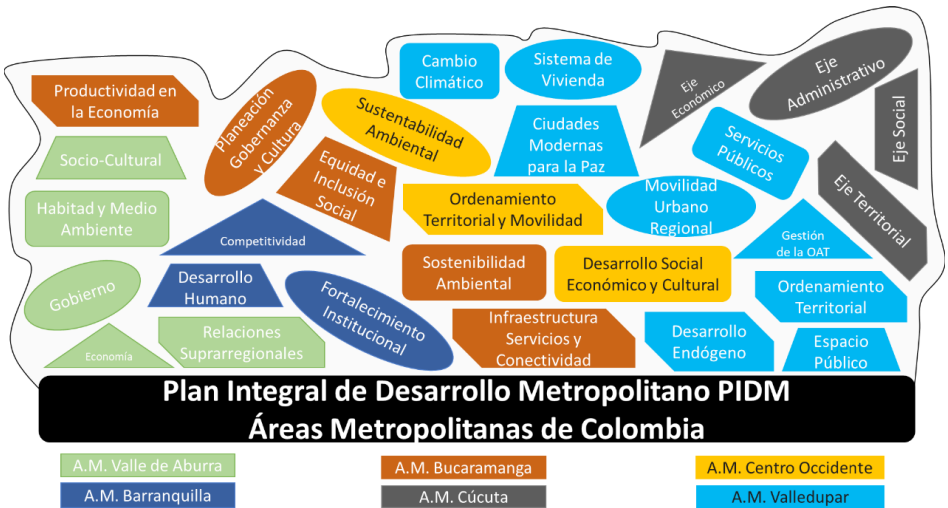 Productividad en
la Economía
Socio-Cultural
Habitad y Medio
Ambiente
Gobierno
Economía
Relaciones
Suprarregionales
Planeación
Gobernanza
y Cultura
Equidad e
Inclusión
Social
Competitividad
Desarrollo
Humano
Fortalecimiento
Institucional
Sustentabilidad
Ambiental
Cambio
Climático
Sistema de
Vivienda
Ciudades
Modernas
para la Paz
Ordenamiento
Territorial y Movilidad
Sostenibilidad
Ambiental
Desarrollo Social
Económico y Cultural
Infraestructura
Servicios y
Conectividad
Movilidad
Urbano
Regional
Desarrollo
Endógeno
Eje
Económico
Eje
Administrativo
Eje Social
Servicios
Públicos
Eje Territorial
Gestión
de la OAT
Ordenamiento
Territorial
Espacio
Público
Plan Integral de Desarrollo Metropolitano PIDM
Áreas Metropolitanas de Colombia
A.M. Valle de Aburra
A.M. Bucaramanga
A.M. Centro Occidente
A.M. Barranquilla
A.M. Cúcuta
A.M. Valledupar